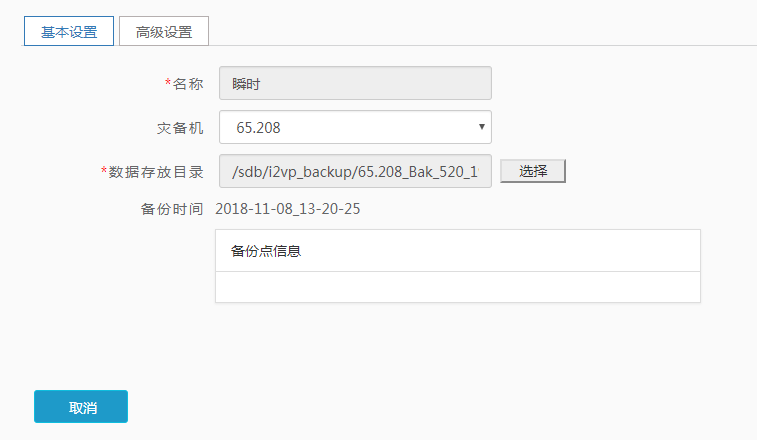 基本设置 高级设置
*名称 瞬时
灾备机 65.208
*数据存放目录 /sdb/i2vp_backup/65.208_Bak_520_1 选择
备份时间 2018-11-08_13-20-25
备份点信息
取消